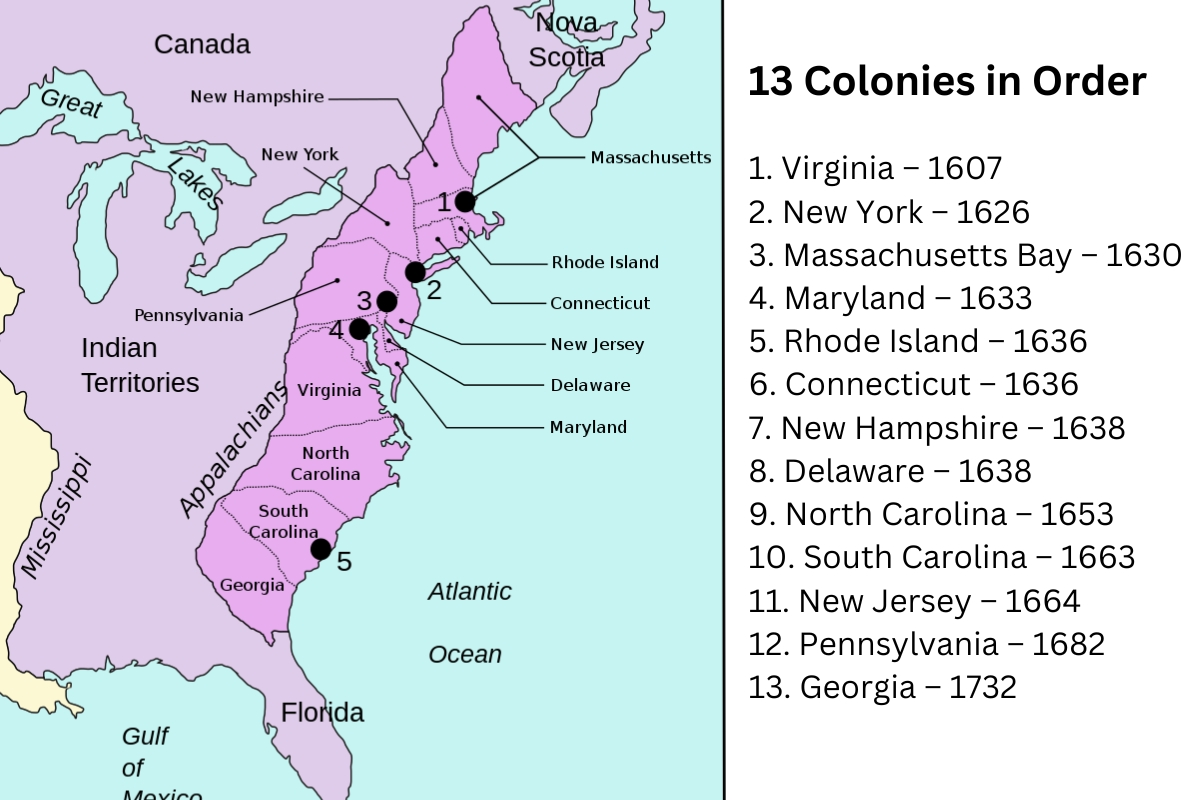 Canada
Nova
Scotia
Great
Lakes
New Hampshire
New York
Massachusetts
1
Rhode Island
2
Connecticut
3
Pennsylvania
4
New Jersey
Indian
Territories
Delaware
Virginia
Maryland
Appalachians
North
Carolina
Mississippi
South
Carolina
5
Georgia
Atlantic
Ocean
Florida
Gulf
of
Mexico
13 Colonies in Order
1. Virginia – 1607
2. New York – 1626
3. Massachusetts Bay – 1630
4. Maryland – 1633
5. Rhode Island – 1636
6. Connecticut – 1636
7. New Hampshire – 1638
8. Delaware – 1638
9. North Carolina – 1653
10. South Carolina – 1663
11. New Jersey – 1664
12. Pennsylvania – 1682
13. Georgia – 1732